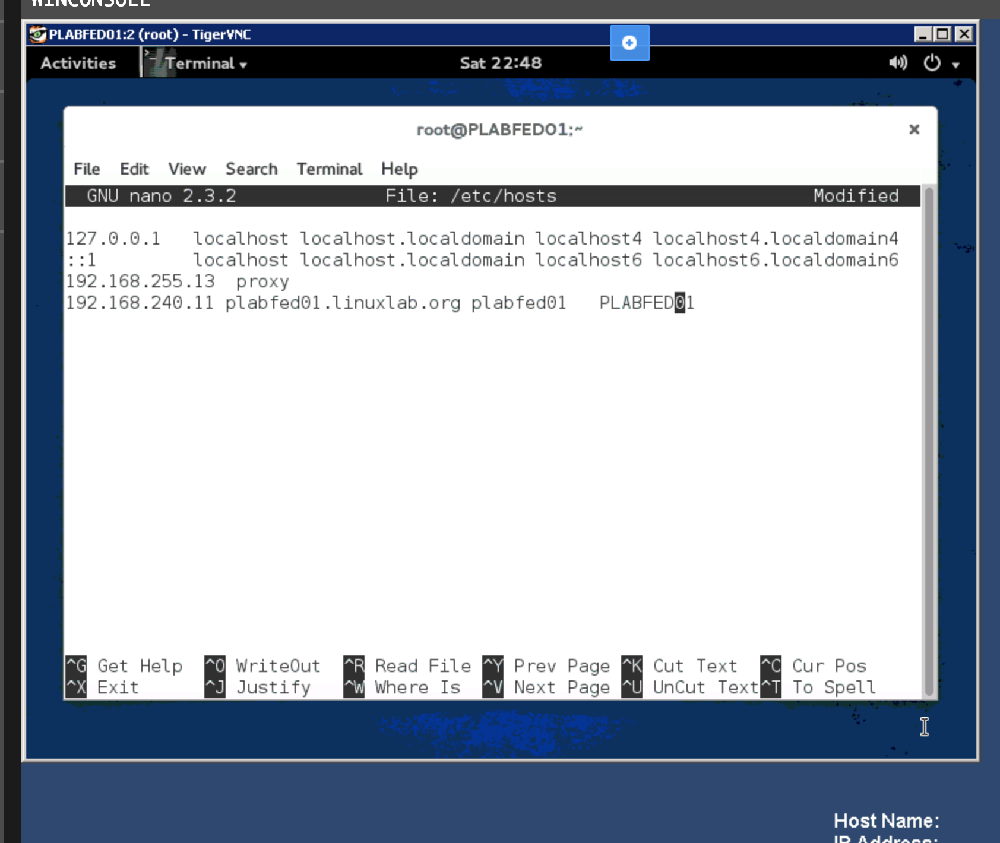 WINCONSOLE
PLABFED01:2 (root) - TigerVNC
Activities Terminal Sat 22:48
root@PLABFED01:~
File Edit View Search Terminal Help
GNU nano 2.3.2 File: /etc/hosts Modified
127.0.0.1 localhost localhost.localdomain localhost4 localhost4.localdomain4
::1 localhost localhost.localdomain localhost6 localhost6.localdomain6
192.168.255.13 proxy
192.168.240.11 plabfed01.linuxlab.org plabfed01 PLABFED01
^G Get Help ^O WriteOut ^R Read File ^Y Prev Page ^K Cut Text ^C Cur Pos
^X Exit ^J Justify ^W Where Is ^V Next Page ^U UnCut Text ^T To Spell
Host Name:
IP Address: